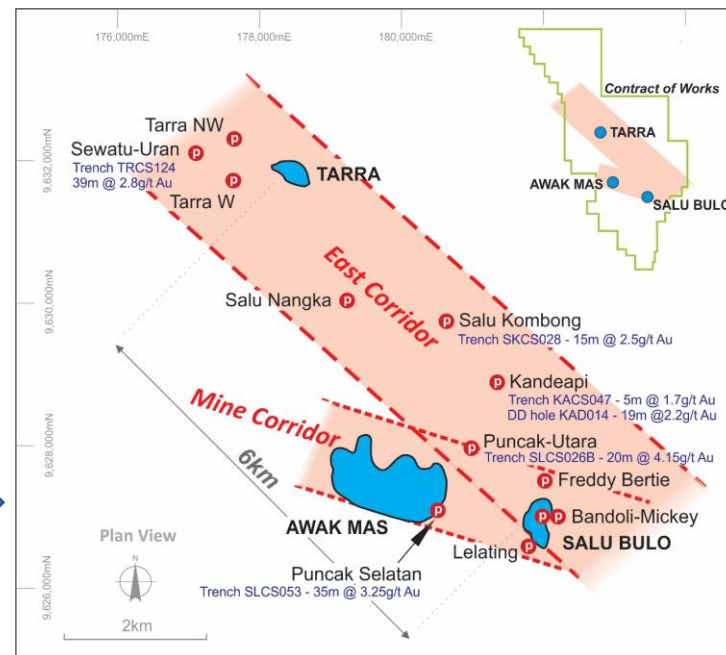 176,000mE
178,000mE
180,000mE
9,632,000mN
9,630,000mN
9,628,000mN
9,626,000mN
Contract of Works
TARRA
AWAK MAS
SALU BULO
Tarra NW
p
Sewatu-Uran
p
Trench TRCS124
39m @ 2.8g/t Au
Tarra W
p
TARRA
East Corridor
Salu Nangka
p
p
Salu Kombong
Trench SKCS028 - 15m @ 2.5g/t Au
p
Kandeapi
Trench KACS047 - 5m @ 1.7g/t Au
DD hole KAD014 - 19m @2.2g/t Au
Mine Corridor
6km
p
Puncak-Utara
Trench SLCS026B - 20m @ 4.15g/t Au
p
Freddy Bertie
p
p
Bandoli-Mickey
p
AWAK MAS
Lelating
p
SALU BULO
Puncak Selatan
Trench SLCS053 - 35m @ 3.25g/t Au
Plan View
N
2km